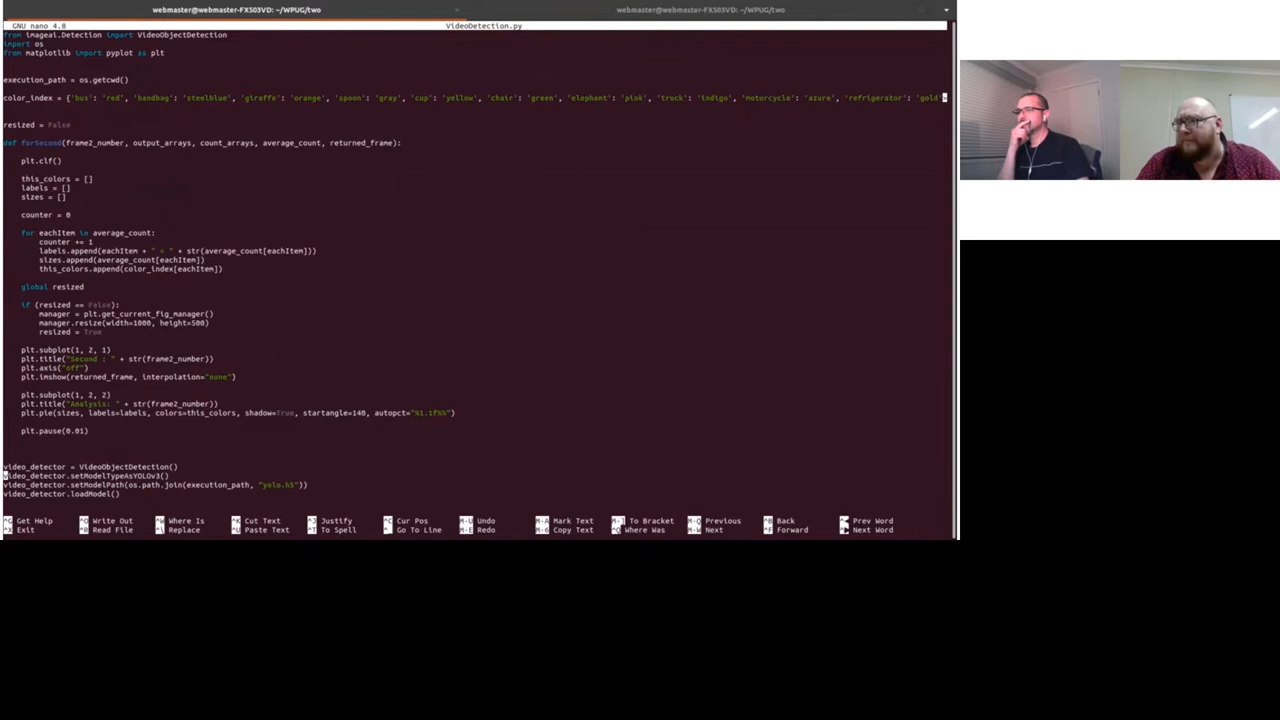 webmaster@webmaster-FX503VD: ~/WPUG/two
webmaster@webmaster-FX503VD: ~/WPUG/two
GNU nano 4.8 VideoDetection.py
from imageai.Detection import VideoObjectDetection
import os
from matplotlib import pyplot as plt
execution_path = os.getcwd()
color_index = {'bus': 'red', 'handbag': 'steelblue', 'giraffe': 'orange', 'spoon': 'gray', 'cup': 'yellow', 'chair': 'green', 'elephant': 'pink', 'truck': 'indigo', 'motorcycle': 'azure', 'refrigerator': 'gold'>
resized = False
def forSecond(frame2_number, output_arrays, count_arrays, average_count, returned_frame):
    plt.clf()
    this_colors = []
    labels = []
    sizes = []
    counter = 0
    for eachItem in average_count:
        counter += 1
        labels.append(eachItem + " = " + str(average_count[eachItem]))
        sizes.append(average_count[eachItem])
        this_colors.append(color_index[eachItem])
    global resized
    if (resized == False):
        manager = plt.get_current_fig_manager()
        manager.resize(width=1000, height=500)
        resized = True
    plt.subplot(1, 2, 1)
    plt.title("Second : " + str(frame2_number))
    plt.axis("off")
    plt.imshow(returned_frame, interpolation="none")
    plt.subplot(1, 2, 2)
    plt.title("Analysis: " + str(frame2_number))
    plt.pie(sizes, labels=labels, colors=this_colors, shadow=True, startangle=140, autopct="%1.1f%%")
    plt.pause(0.01)
video_detector = VideoObjectDetection()
video_detector.setModelTypeAsYOLOv3()
video_detector.setModelPath(os.path.join(execution_path, "yolo.h5"))
video_detector.loadModel()
^G Get Help ^O Write Out ^W Where Is ^K Cut Text ^J Justify ^C Cur Pos M-U Undo M-A Mark Text M-] To Bracket M-Q Previous ^B Back Prev Word
^X Exit ^R Read File ^\ Replace ^U Paste Text ^T To Spell ^_ Go To Line M-E Redo M-6 Copy Text ^Q Where Was M-W Next ^F Forward Next Word